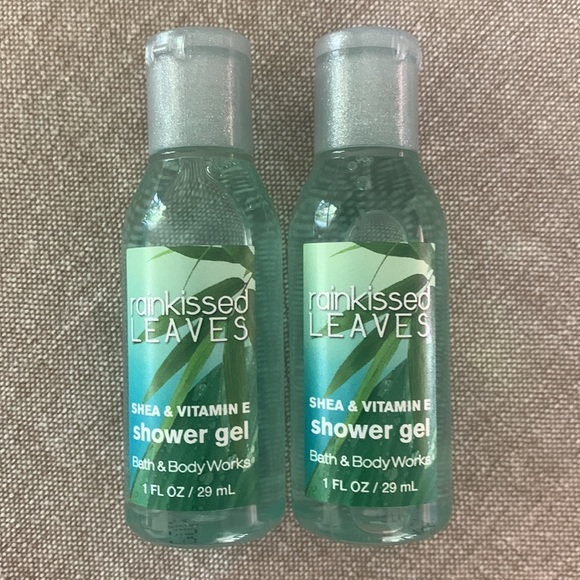 rainkissed
LEAVES
SHEA & VITAMIN E
shower gel
Bath & Body Works®
1 FL OZ / 29 mL
rainkissed
LEAVES
SHEA & VITAMIN E
shower gel
Bath & Body Works®
1 FL OZ / 29 mL